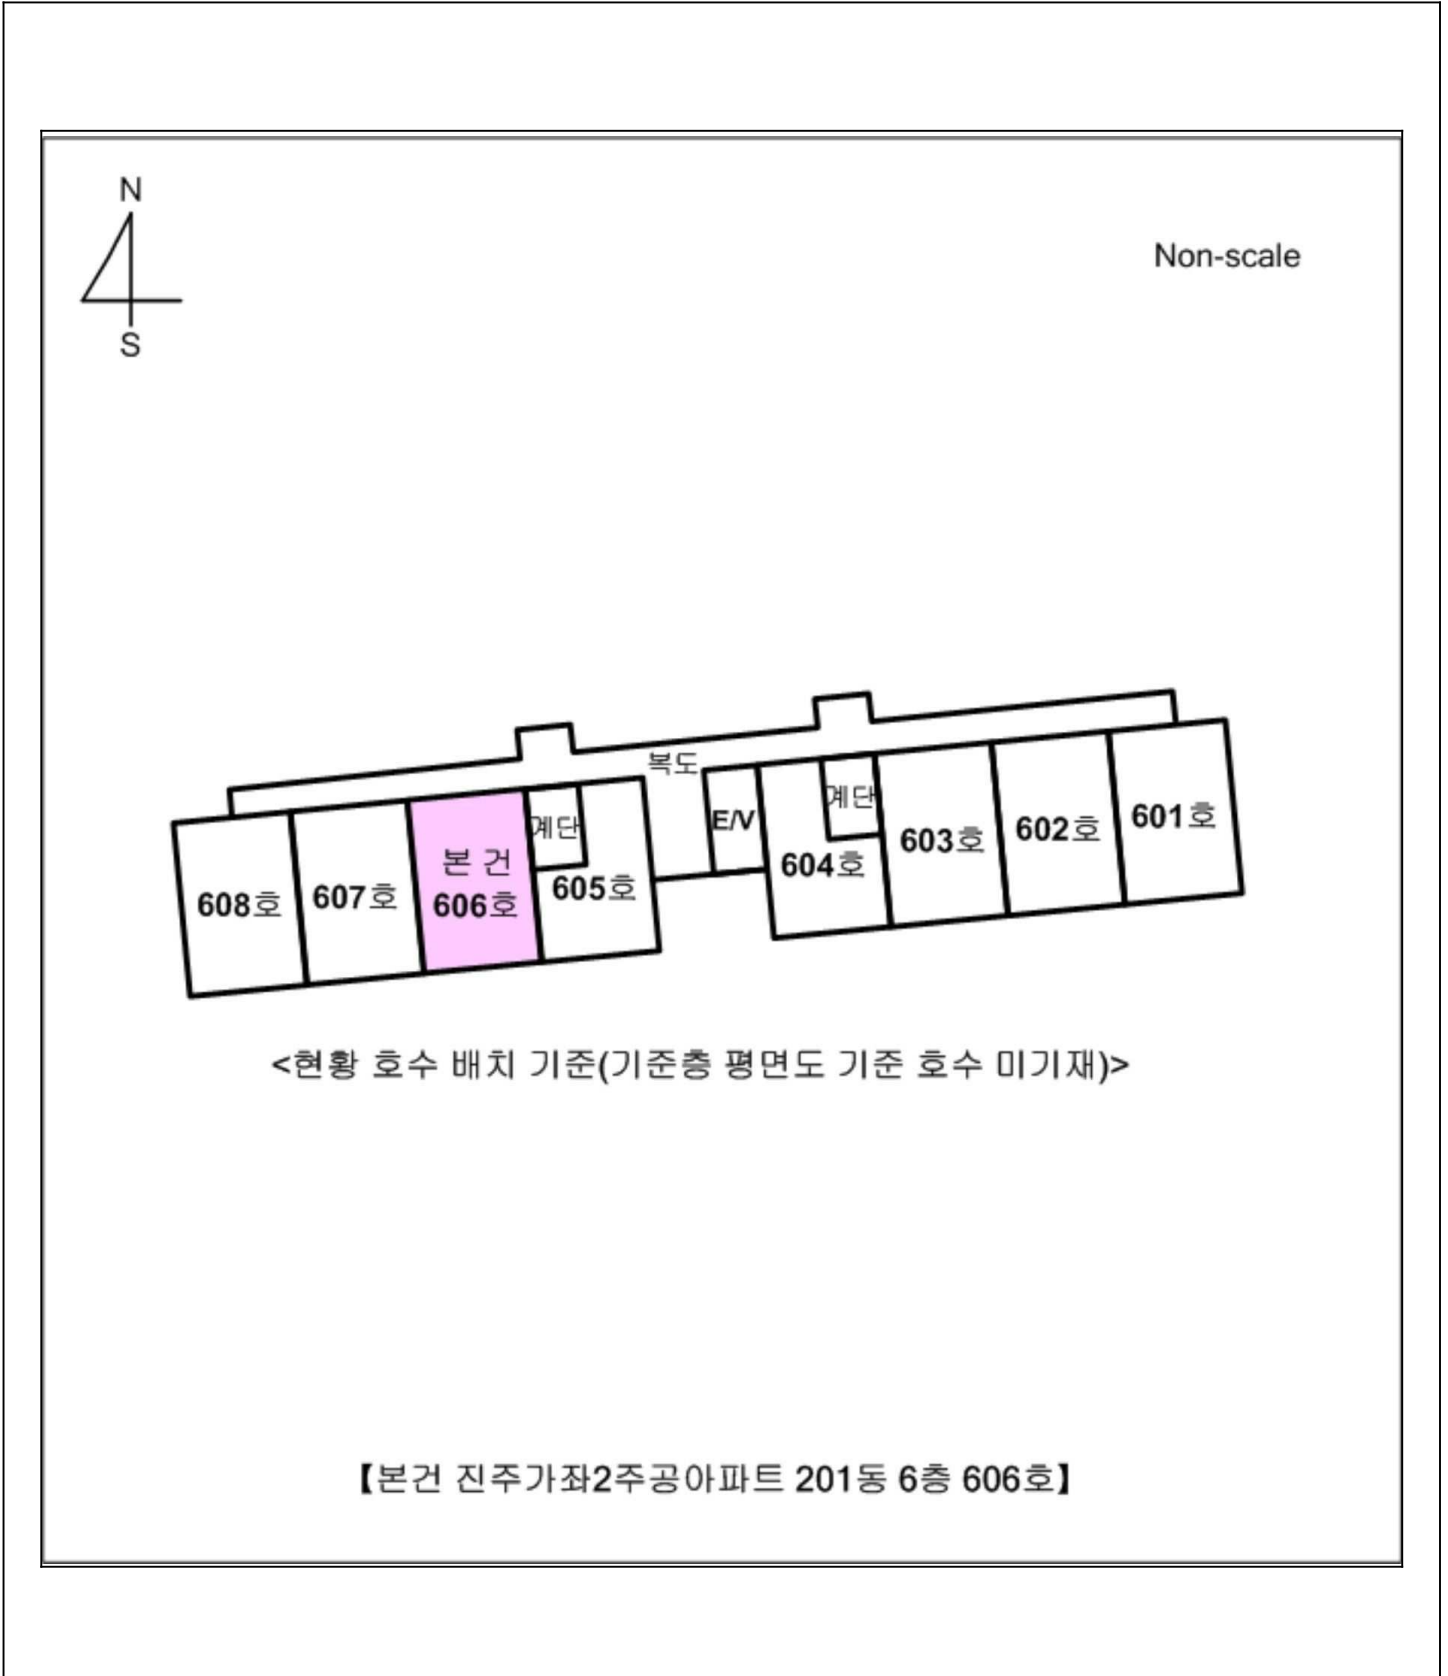 N
Non-scale
S
복도
계단
E/V
계단
601호
602호
603호
604호
본 건
606호
605호
607호
608호
<현황 호수 배치 기준(기준층 평면도 기준 호수 미기재)>
【본건 진주가좌2주공아파트 201동 6층 606호】